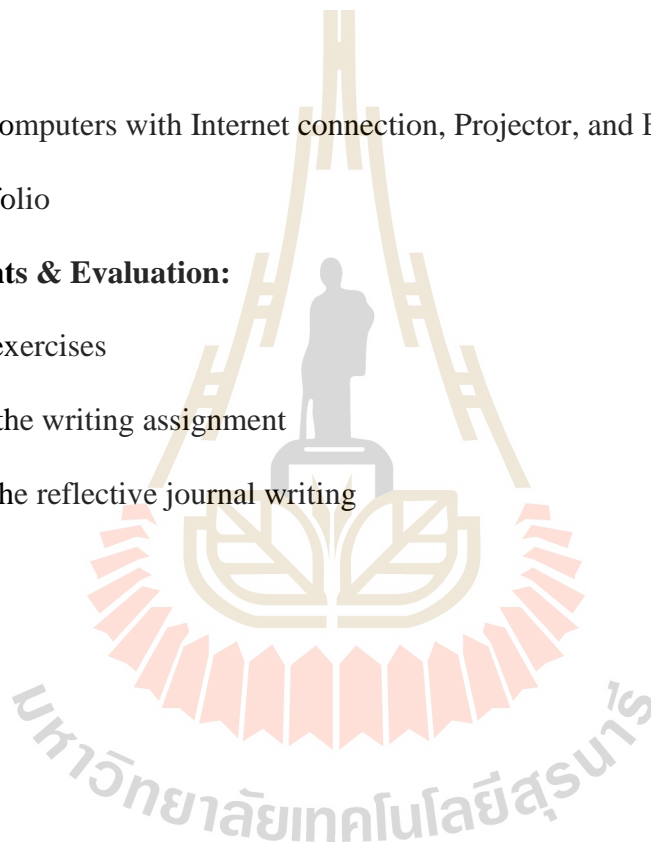 omputers with Internet connection, Projector, and
folio
nts & Evaluation:
exercises
the writing assignment
he reflective journal writing
มหาวิทยาลัยเทคโนโลยีสุรนารี